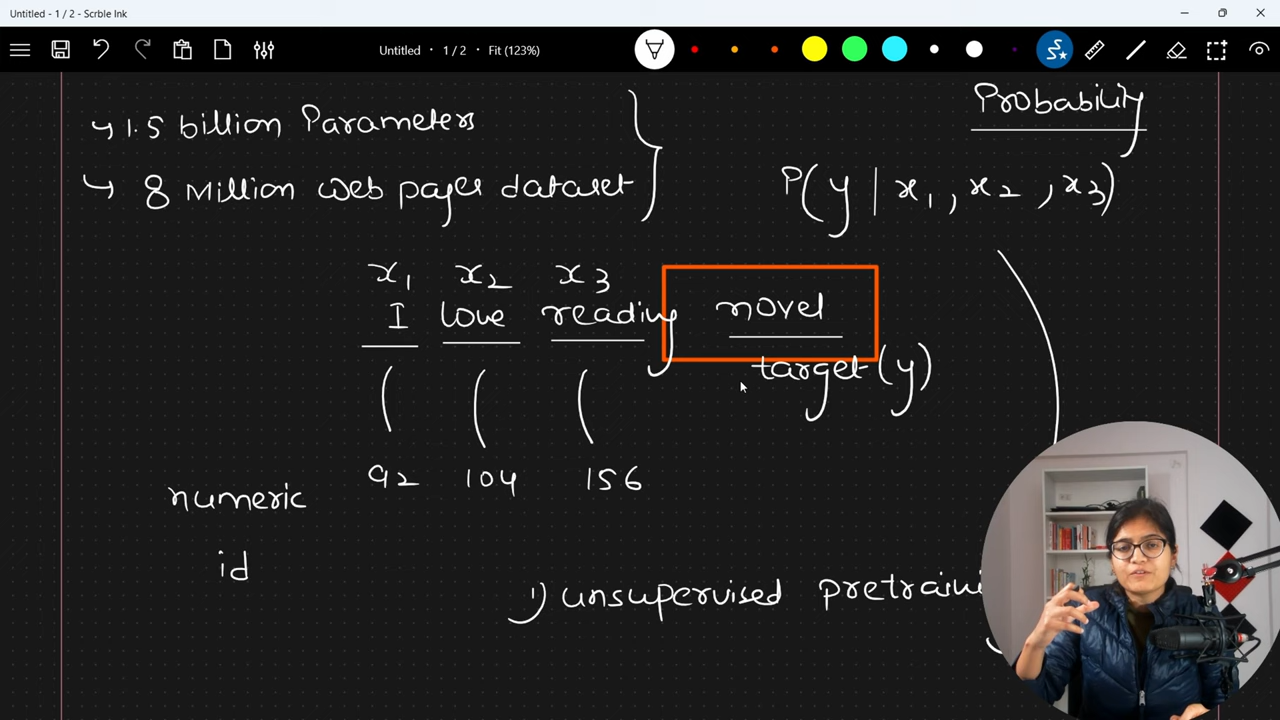 Untitled - 1 / 2 - Scrble Ink
Untitled • 1 / 2 • Fit (123%)
Probability
↳ 1.5 billion Parameters
↳ 8 Million web pages dataset
P(y | x₁, x₂, x₃)
x₁ x₂ x₃
I love reading novel
target (y)
92 104 156
numeric
id
1) unsupervised